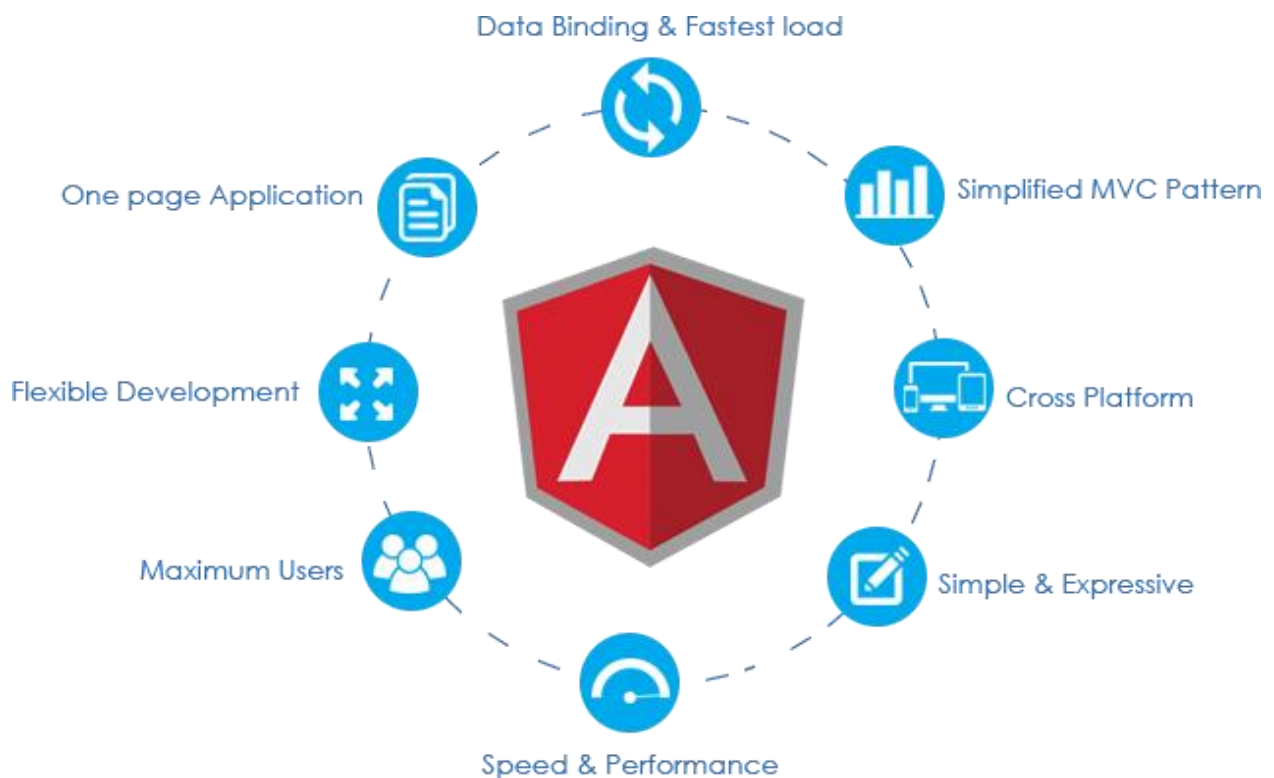 Data Binding & Fastest load
One page Application
Simplified MVC Pattern
Flexible Development
Cross Platform
Maximum Users
Simple & Expressive
Speed & Performance